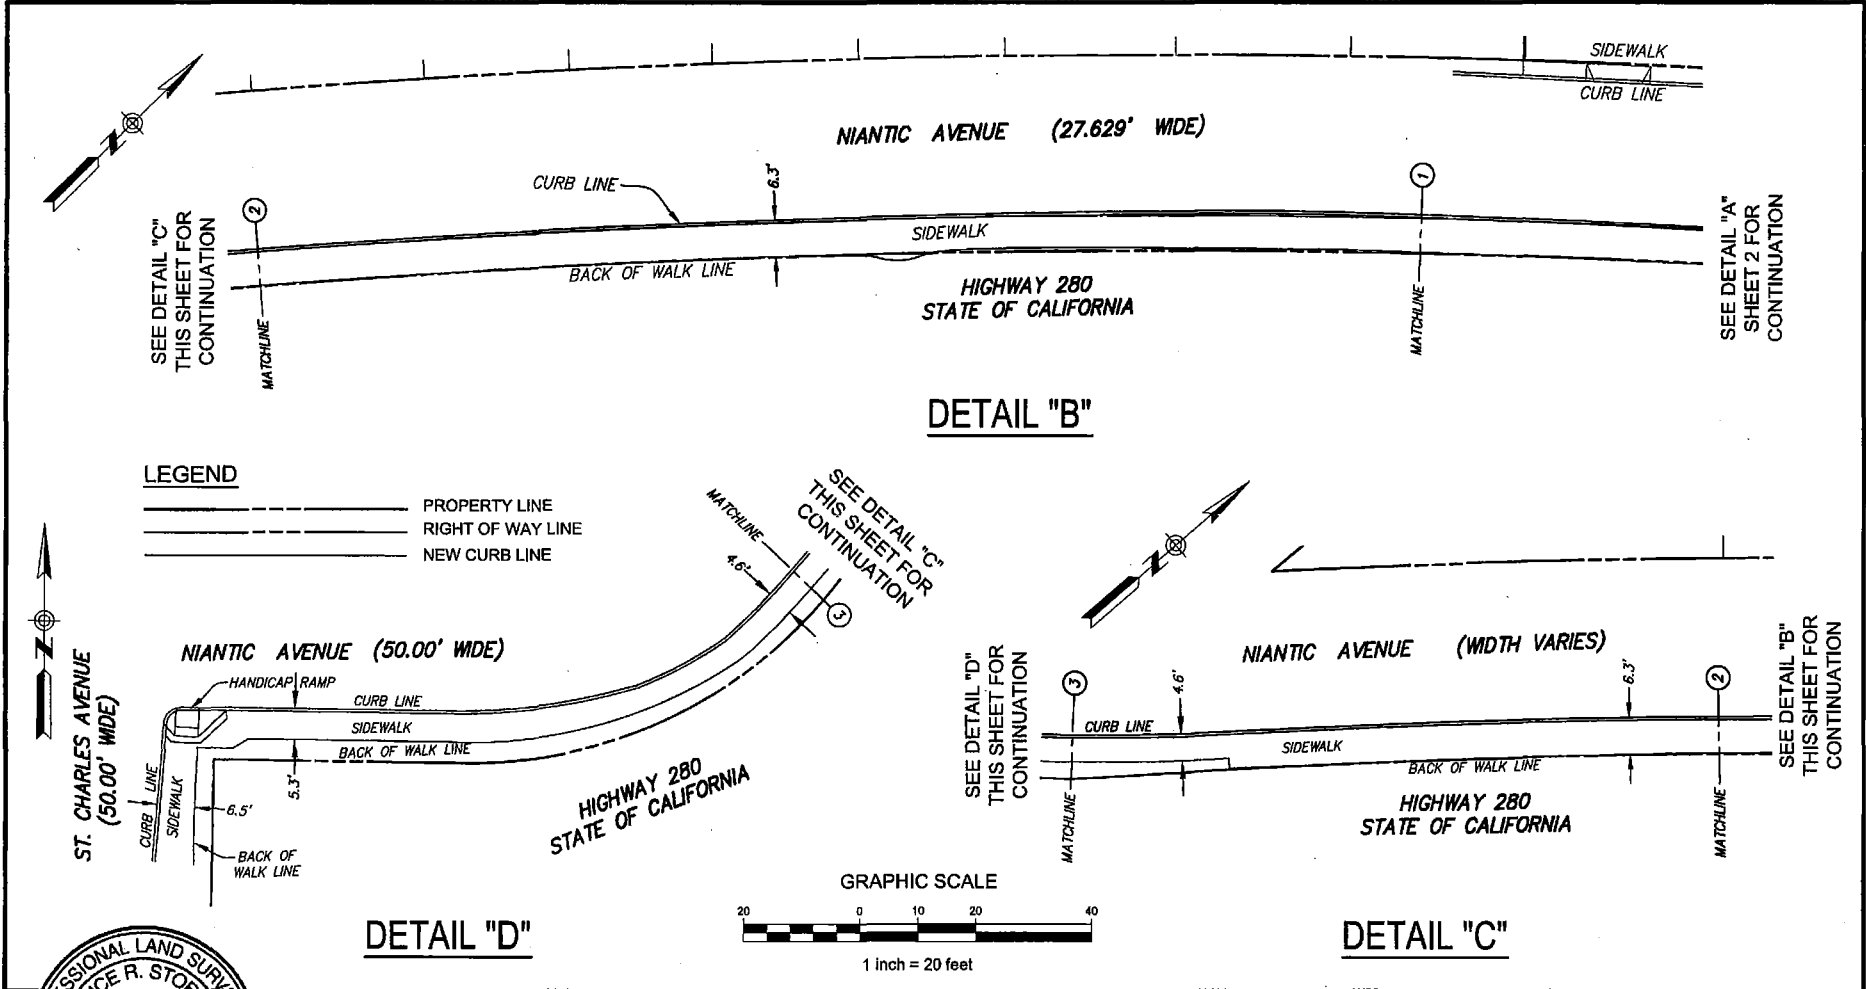 SIDEWALK
CURB LINE
NIANTIC AVENUE (27.629' WIDE)
N
CURB LINE
6.3'
2
1
SIDEWALK
BACK OF WALK LINE
HIGHWAY 280
STATE OF CALIFORNIA
SEE DETAIL "C"
THIS SHEET FOR
CONTINUATION
MATCHLINE
MATCHLINE
SEE DETAIL "A"
SHEET 2 FOR
CONTINUATION
DETAIL "B"
LEGEND
PROPERTY LINE
RIGHT OF WAY LINE
NEW CURB LINE
N
ST. CHARLES AVENUE
(50.00' WIDE)
NIANTIC AVENUE (50.00' WIDE)
HANDICAP RAMP
CURB LINE
SIDEWALK
BACK OF WALK LINE
5.3'
CURB LINE
SIDEWALK
6.5'
BACK OF
WALK LINE
MATCHLINE
4.6'
3
SEE DETAIL "C"
THIS SHEET FOR
CONTINUATION
HIGHWAY 280
STATE OF CALIFORNIA
DETAIL "D"
N
NIANTIC AVENUE (WIDTH VARIES)
SEE DETAIL "D"
THIS SHEET FOR
CONTINUATION
3
CURB LINE
4.6'
SIDEWALK
6.3'
2
BACK OF WALK LINE
MATCHLINE
MATCHLINE
HIGHWAY 280
STATE OF CALIFORNIA
SEE DETAIL "B"
THIS SHEET FOR
CONTINUATION
DETAIL "C"
GRAPHIC SCALE
20 0 10 20 40
1 inch = 20 feet
LAND
R.